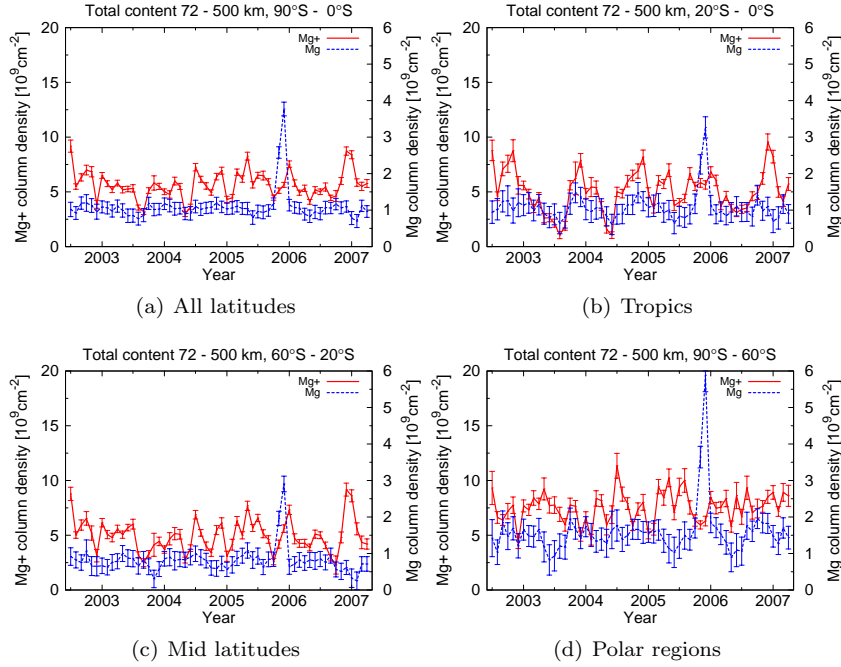 Total content 72 - 500 km, 90°S - 0°S
Mg+ column density [10⁹cm⁻²]
Mg column density [10⁹cm⁻²]
Mg+
Mg
20
15
10
5
0
6
5
4
3
2
1
0
2003 2004 2005 2006 2007
Year
(a) All latitudes
Total content 72 - 500 km, 20°S - 0°S
Mg+ column density [10⁹cm⁻²]
Mg column density [10⁹cm⁻²]
Mg+
Mg
20
15
10
5
0
6
5
4
3
2
1
0
2003 2004 2005 2006 2007
Year
(b) Tropics
Total content 72 - 500 km, 60°S - 20°S
Mg+ column density [10⁹cm⁻²]
Mg column density [10⁹cm⁻²]
Mg+
Mg
20
15
10
5
0
6
5
4
3
2
1
0
2003 2004 2005 2006 2007
Year
(c) Mid latitudes
Total content 72 - 500 km, 90°S - 60°S
Mg+ column density [10⁹cm⁻²]
Mg column density [10⁹cm⁻²]
Mg+
Mg
20
15
10
5
0
6
5
4
3
2
1
0
2003 2004 2005 2006 2007
Year
(d) Polar regions